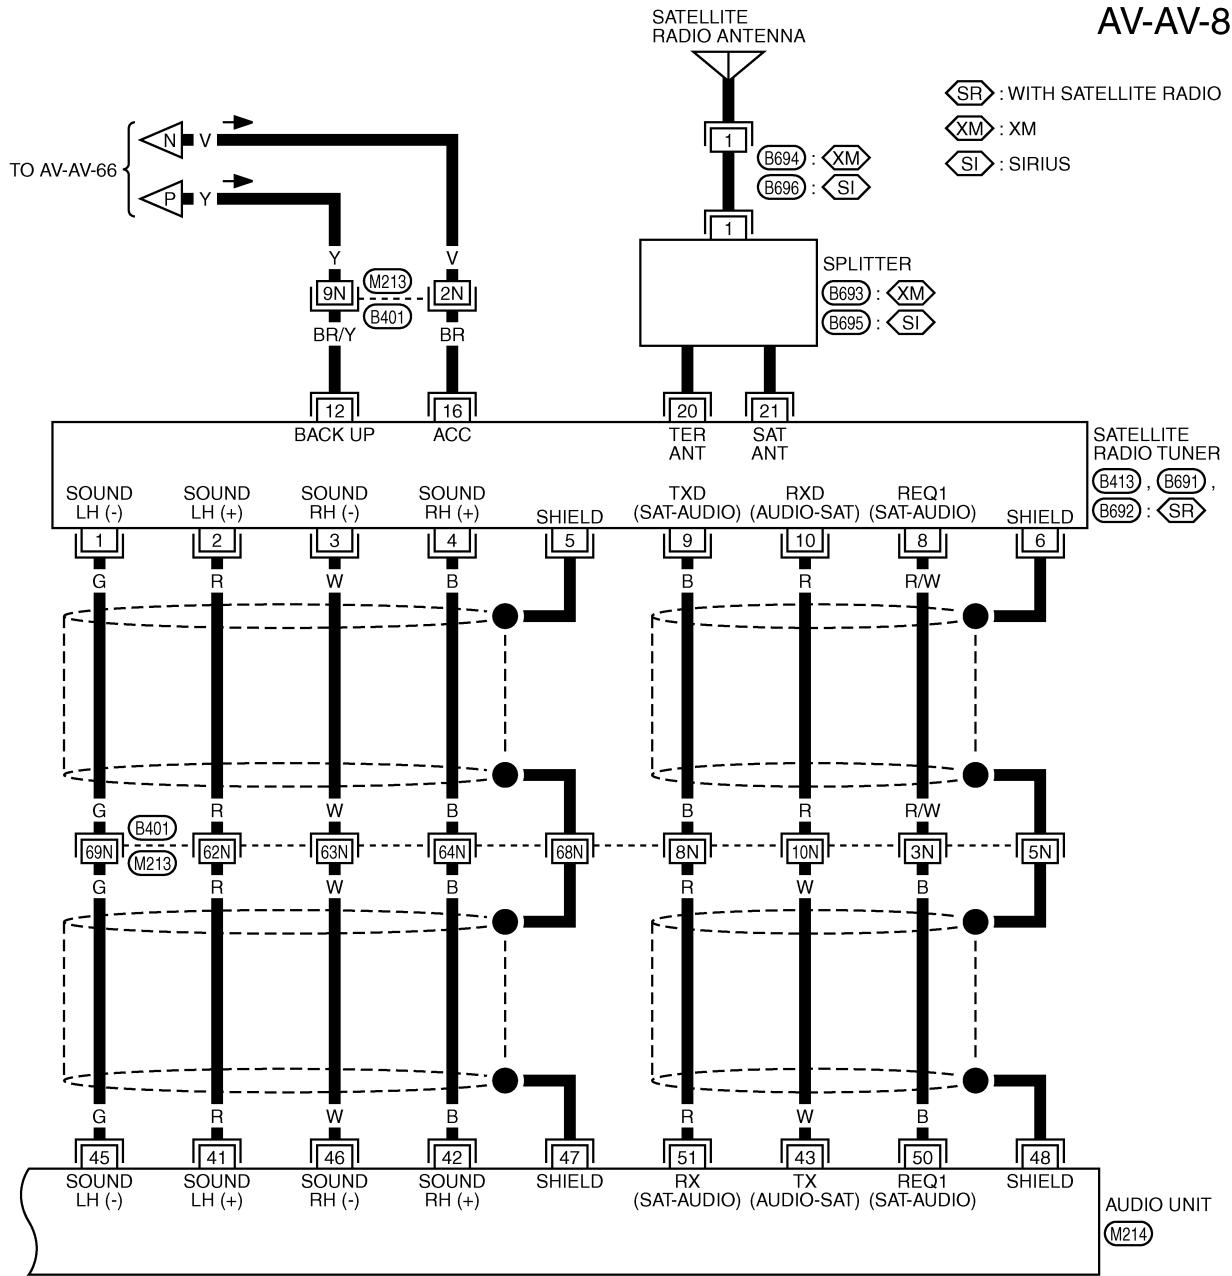 AV-AV-8
SATELLITE
RADIO ANTENNA
SR : WITH SATELLITE RADIO
XM : XM
SI : SIRIUS
TO AV-AV-66
N V
P Y
1
B694 : XM
B696 : SI
1
SPLITTER
B693 : XM
B695 : SI
Y V
9N M213 2N
B401
BR/Y BR
12 16 20 21
BACK UP ACC TER SAT
ANT ANT
SATELLITE
RADIO TUNER
B413 , B691 ,
B692 : SR
SOUND SOUND SOUND SOUND TXD RXD REQ1
LH (-) LH (+) RH (-) RH (+) SHIELD (SAT-AUDIO) (AUDIO-SAT) (SAT-AUDIO) SHIELD
1 2 3 4 5 9 10 8 6
G R W B B R R/W
G R W B B R R/W
B401
69N 62N 63N 64N 68N 8N 10N 3N 5N
M213
G R W B R W B
G R W B R W B
45 41 46 42 47 51 43 50 48
SOUND SOUND SOUND SOUND SHIELD RX TX REQ1 SHIELD
LH (-) LH (+) RH (-) RH (+) (SAT-AUDIO) (AUDIO-SAT) (SAT-AUDIO)
AUDIO UNIT
M214